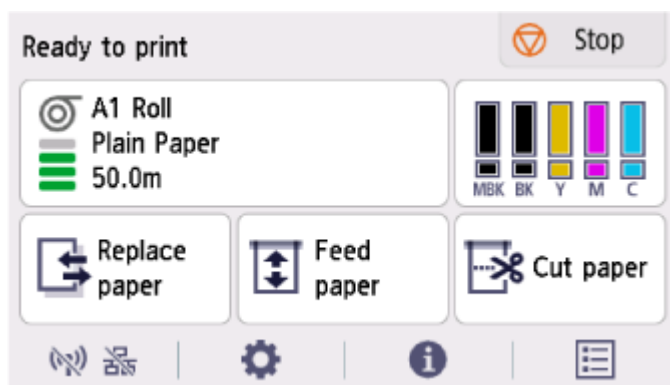 Ready to print
Stop
A1 Roll
Plain Paper
50.0m
MBK BK Y M C
Replace
paper
Feed
paper
Cut paper